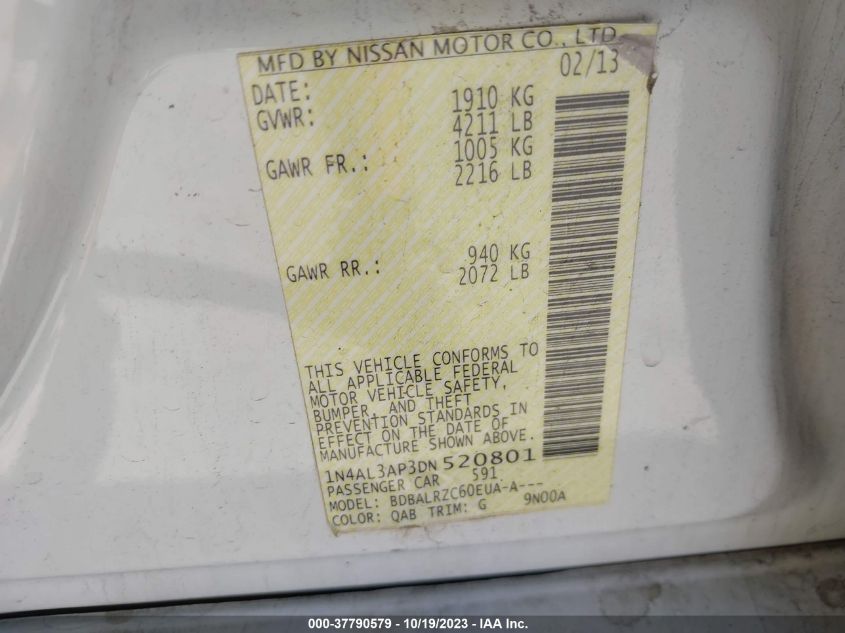 MFD BY NISSAN MOTOR CO., LTD
DATE: 02/13
GVWR: 1910 KG
4211 LB
GAWR FR.: 1005 KG
2216 LB
GAWR RR.: 940 KG
2072 LB
THIS VEHICLE CONFORMS TO
ALL APPLICABLE FEDERAL
MOTOR VEHICLE SAFETY,
BUMPER, AND THEFT
PREVENTION STANDARDS IN
EFFECT ON THE DATE OF
MANUFACTURE SHOWN ABOVE.
1N4AL3AP3DN520801
PASSENGER CAR 591
MODEL: BDBALRZC60EUA-A---
COLOR: QAB TRIM: G 9N00A
000-37790579 - 10/19/2023 - IAA Inc.